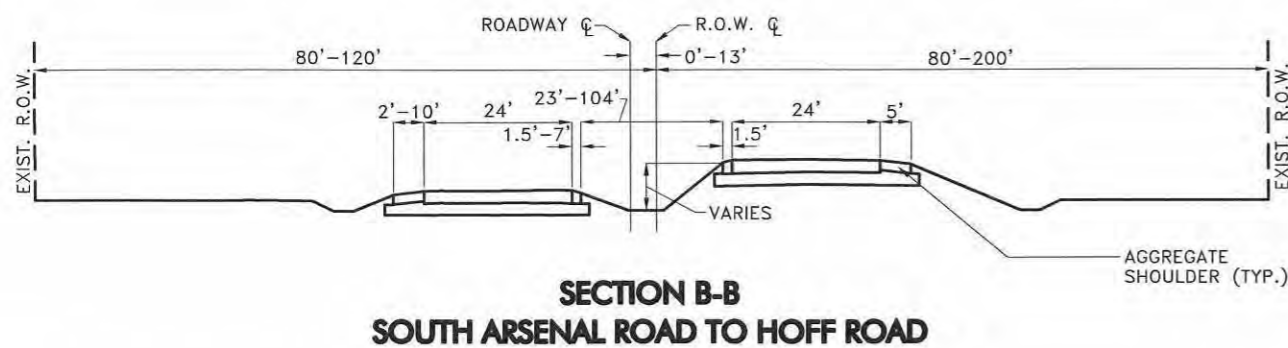 ROADWAY ℄
R.O.W. ℄
80'-120'
0'-13'
80'-200'
EXIST. R.O.W.
EXIST. R.O.W.
2'-10'
24'
23'-104'
1.5'-7'
1.5'
24'
5'
VARIES
AGGREGATE
SHOULDER (TYP.)
SECTION B-B
SOUTH ARSENAL ROAD TO HOFF ROAD